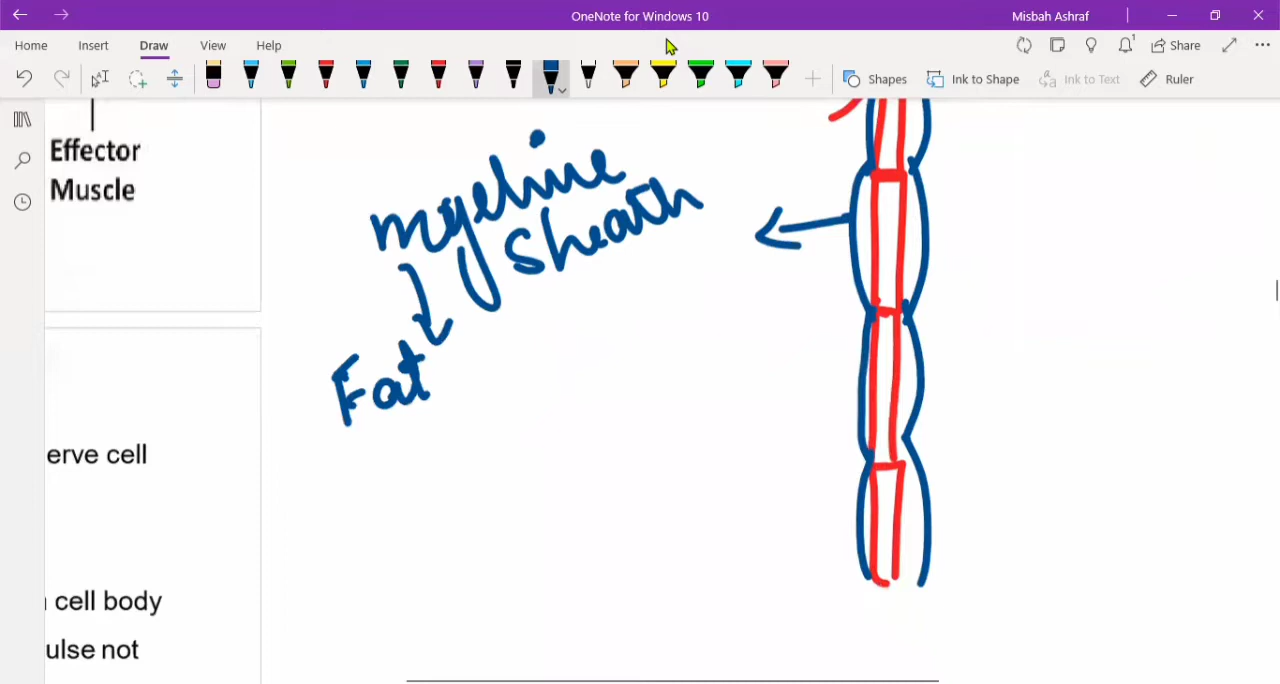 OneNote for Windows 10
Misbah Ashraf
Home Insert Draw View Help
1 Share
Shapes Ink to Shape Ink to Text Ruler
Effector
Muscle
myeline
Sheath
Fat
erve cell
cell body
ulse not